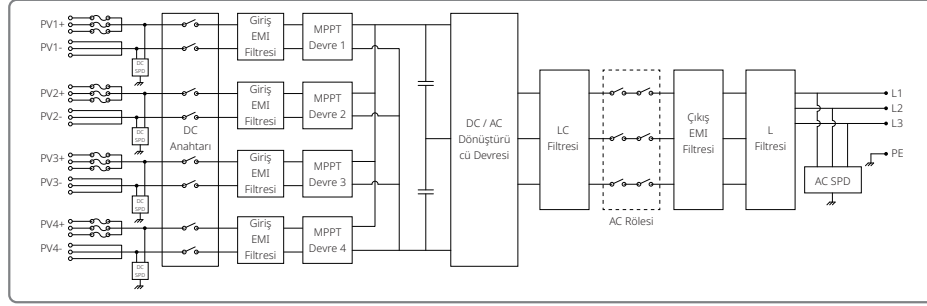 PV1+
PV1-
DC
SPD
Giriş
EMI
Filtresi
MPPT
Devre 1
PV2+
PV2-
DC
SPD
Giriş
EMI
Filtresi
MPPT
Devre 2
DC
Anahtarı
PV3+
PV3-
DC
SPD
Giriş
EMI
Filtresi
MPPT
Devre 3
PV4+
PV4-
DC
SPD
Giriş
EMI
Filtresi
MPPT
Devre 4
DC / AC
Dönüştürü
cü Devresi
LC
Filtresi
AC Rölesi
Çıkış
EMI
Filtresi
L
Filtresi
L1
L2
L3
PE
AC SPD